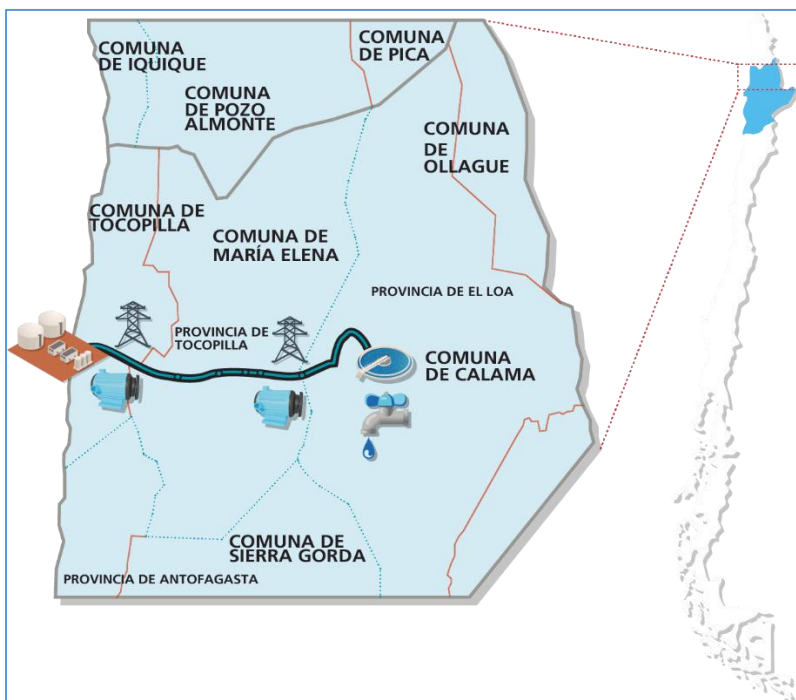 COMUNA
DE IQUIQUE
COMUNA
DE PICA
COMUNA
DE POZO
ALMONTE
COMUNA
DE
OLLAGUE
COMUNA DE
TOCOPILLA
COMUNA DE
MARÍA ELENA
PROVINCIA DE EL LOA
PROVINCIA DE
TOCOPILLA
COMUNA
DE CALAMA
COMUNA DE
SIERRA GORDA
PROVINCIA DE ANTOFAGASTA